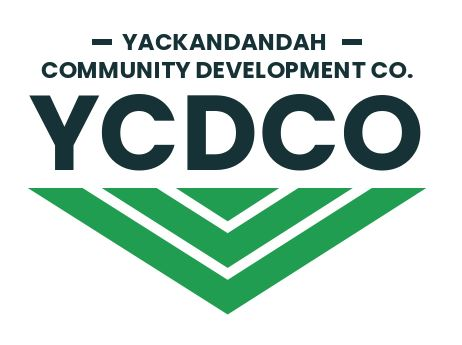 YACKANDANDAH
COMMUNITY DEVELOPMENT CO.
YCDCO